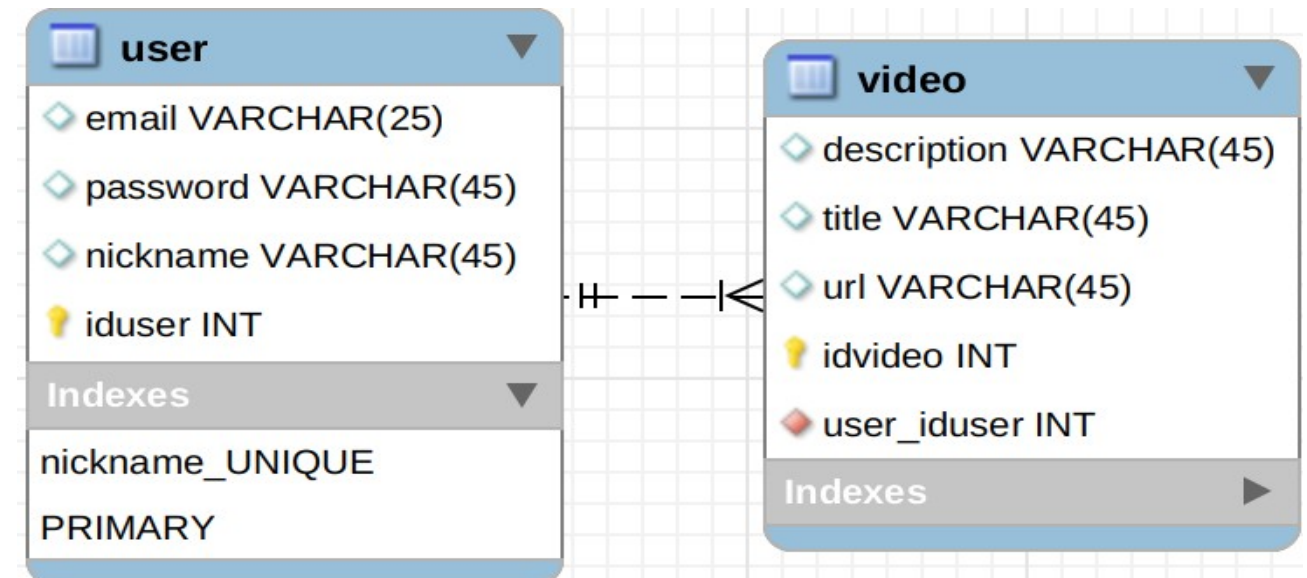 user
email VARCHAR(25)
password VARCHAR(45)
nickname VARCHAR(45)
iduser INT
Indexes
nickname_UNIQUE
PRIMARY
video
description VARCHAR(45)
title VARCHAR(45)
url VARCHAR(45)
idvideo INT
user_iduser INT
Indexes